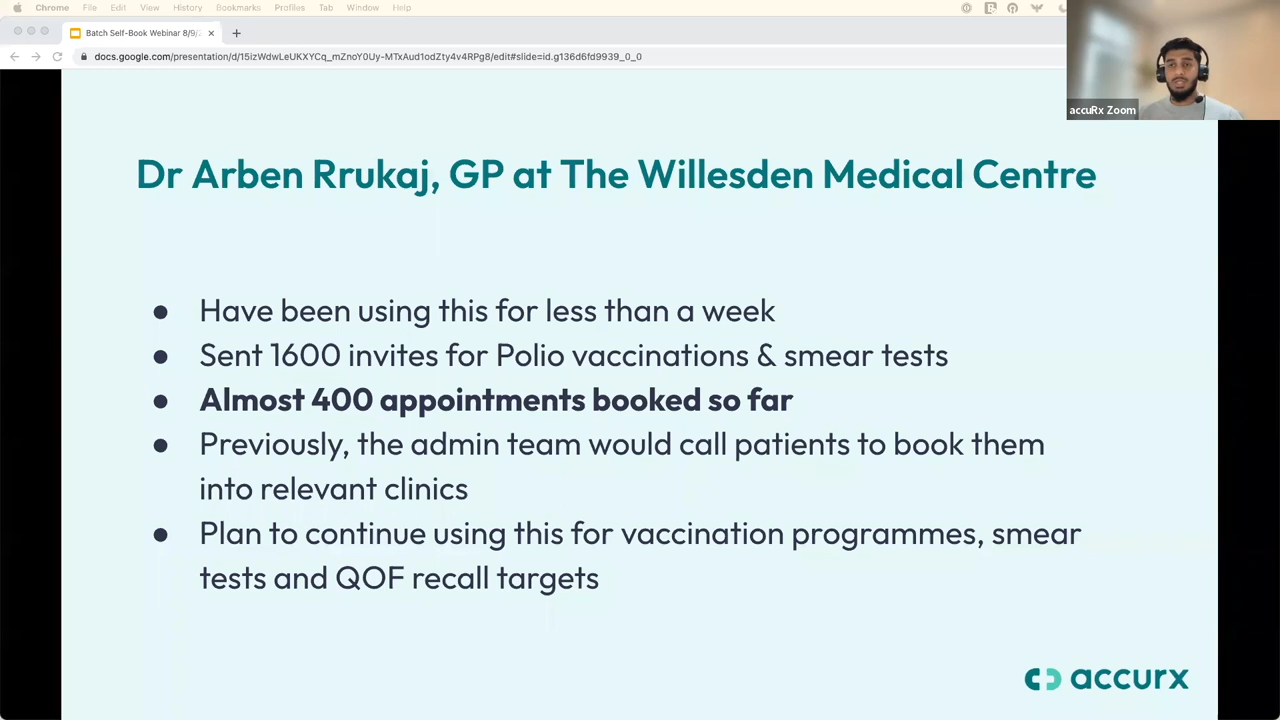 Chrome File Edit View History Bookmarks Profiles Tab Window Help
Batch Self-Book Webinar 8/9/
docs.google.com/presentation/d/15izWdwLeUKXYCq_mZnoY0Uy-MTxAud1odZty4v4RPg8/edit#slide=id.g136d6fd9939_0_0
accuRx Zoom
Dr Arben Rrukaj, GP at The Willesden Medical Centre
● Have been using this for less than a week
● Sent 1600 invites for Polio vaccinations & smear tests
● Almost 400 appointments booked so far
● Previously, the admin team would call patients to book them
into relevant clinics
● Plan to continue using this for vaccination programmes, smear
tests and QOF recall targets
accurx